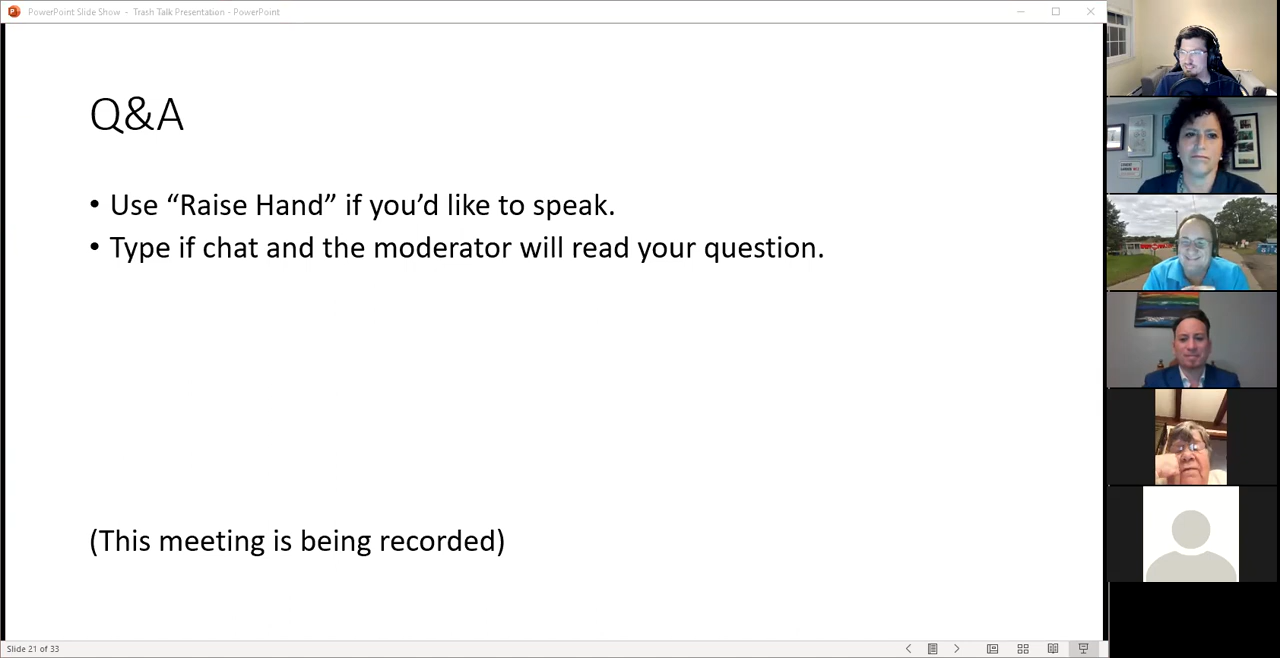 PowerPoint Slide Show - Trash Talk Presentation - PowerPoint
Q&A
• Use “Raise Hand” if you’d like to speak.
• Type if chat and the moderator will read your question.
(This meeting is being recorded)
Slide 21 of 33